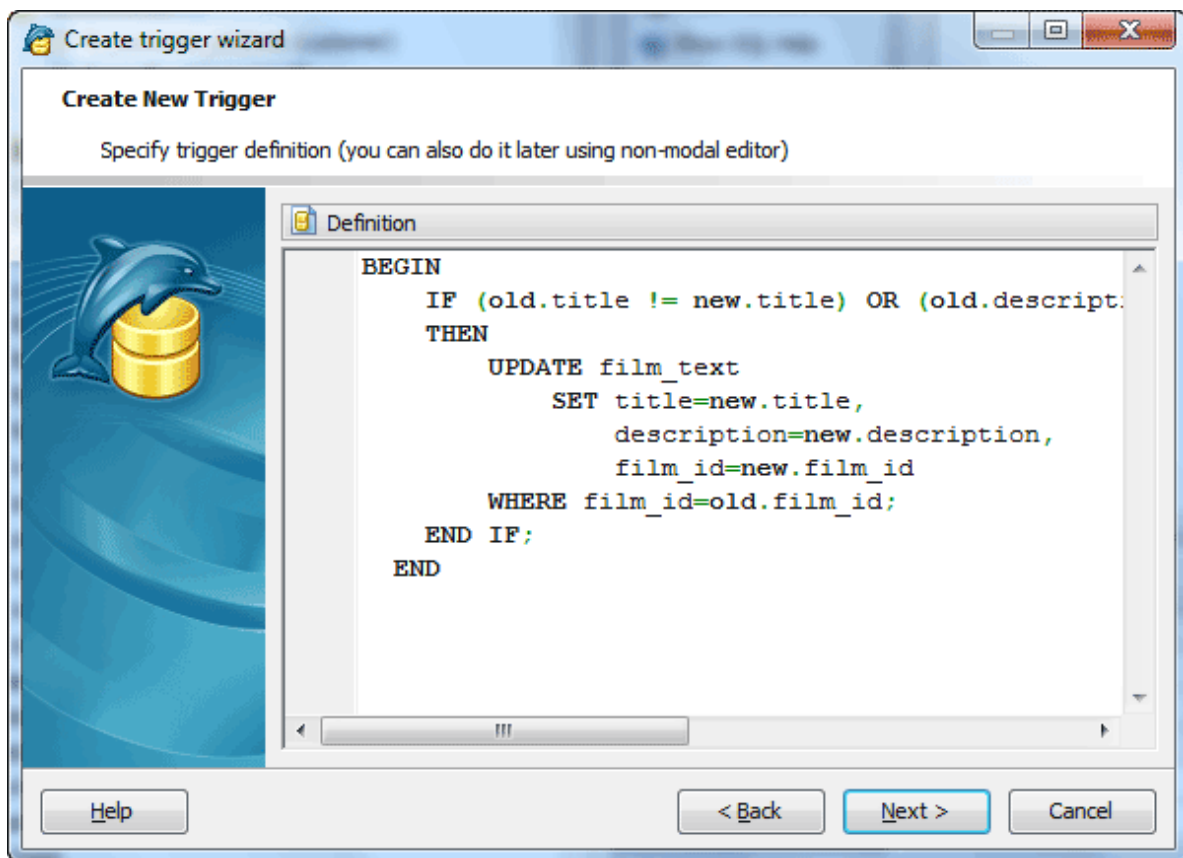 Create trigger wizard
Create New Trigger
Specify trigger definition (you can also do it later using non-modal editor)
Definition
BEGIN
IF (old.title != new.title) OR (old.descript
THEN
UPDATE film_text
SET title=new.title,
description=new.description,
film_id=new.film_id
WHERE film_id=old.film_id;
END IF;
END
Help
< Back
Next >
Cancel